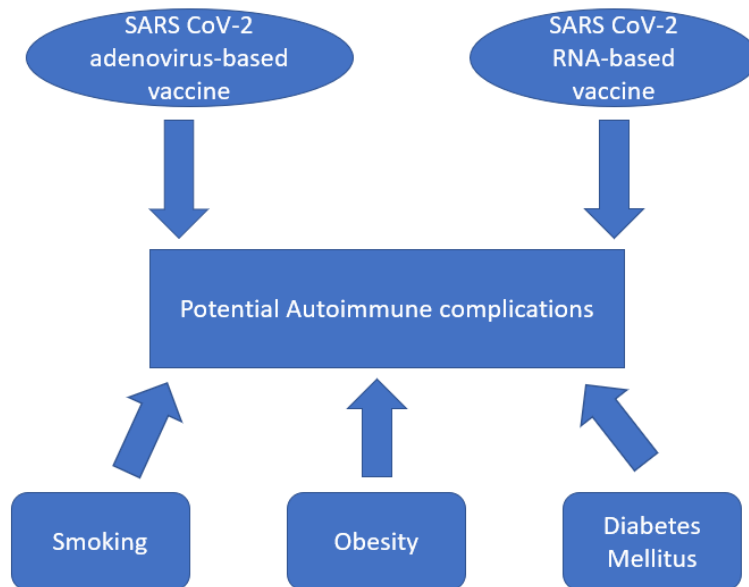 SARS CoV-2
adenovirus-based
vaccine
SARS CoV-2
RNA-based
vaccine
Potential Autoimmune complications
Smoking
Obesity
Diabetes
Mellitus